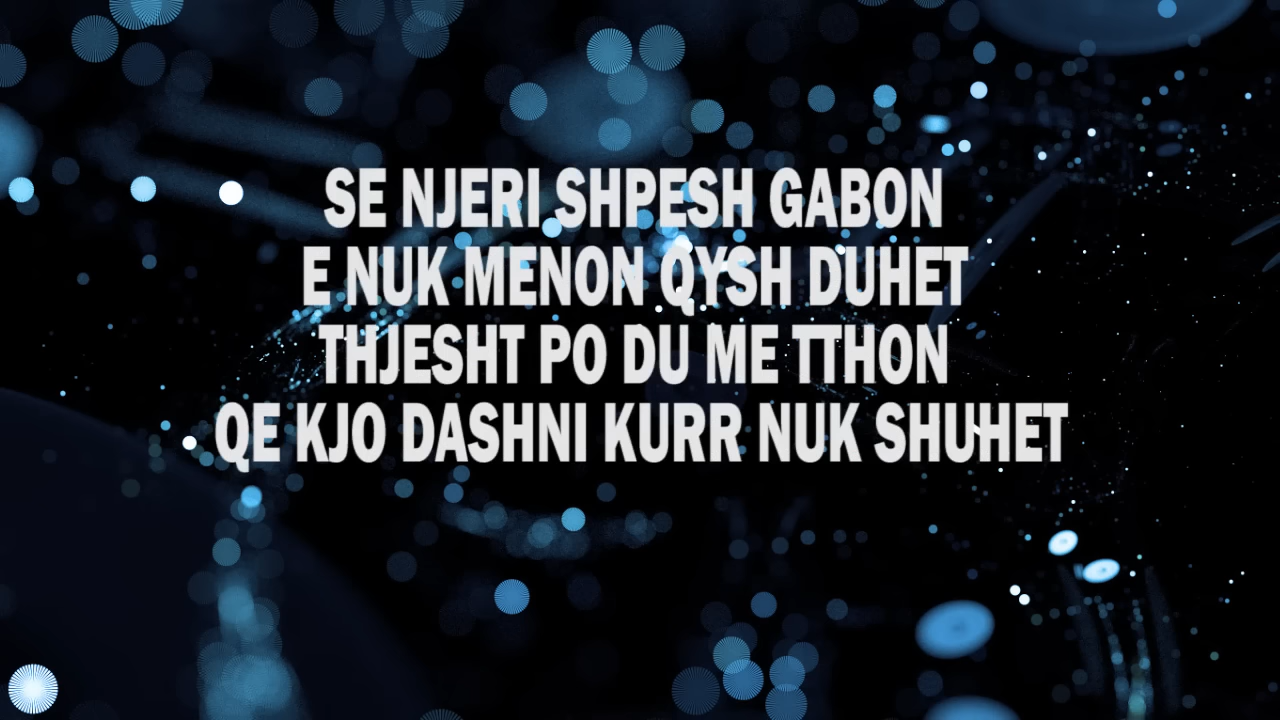 SE NJERI SHPESH GABON
E NUK MENON QYSH DUHET
THJESHT PO DU ME TTHON
QE KJO DASHNI KURR NUK SHUHET